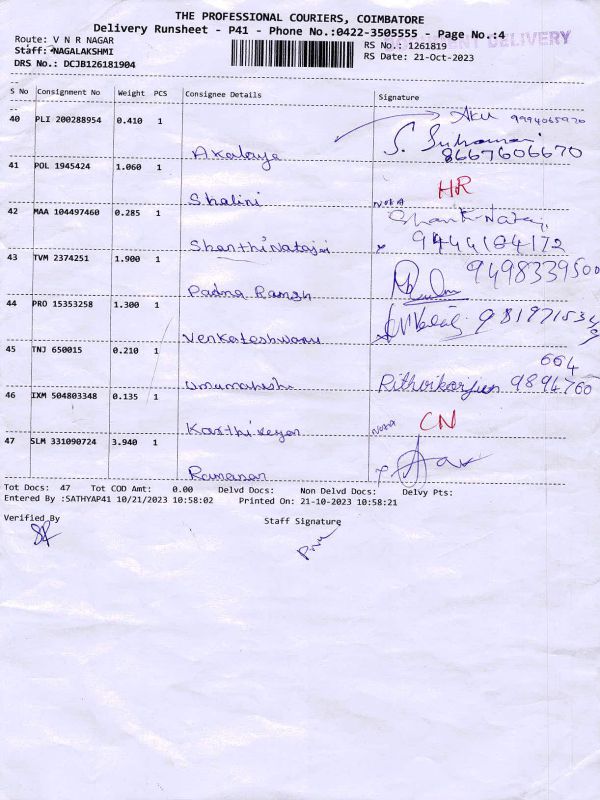 THE PROFESSIONAL COURIERS, COIMBATORE
Delivery Runsheet - P41 - Phone No.:0422-3505555 - Page No.:4
DELIVERY
Route: V N R NAGAR
RS No.: 1261819
Staff: NAGALAKSHMI
RS Date: 21-Oct-2023
DRS No.: DCJB126181904
S No Consignment No Weight PCS Consignee Details Signature
40 PLI 200288954 0.410 1 9994065920
S. 8667606670
41 POL 1945424 1.060 1
Shalini HR
42 MAA 104497460 0.285 1
Shanthi Natajai 9444184172
43 TVM 2374251 1.900 1 9498339500
Padma Ramesh
44 PRO 15353258 1.300 1
Venkateshwaru
45 TNJ 650015 0.210 1 664
Umamaheshi Rithvikarjun 9894760
46 IXM 504803348 0.135 1
Karthikeyan CN
47 SLM 331090724 3.940 1
Ramanan
Tot Docs: 47 Tot COD Amt: 0.00 Delvd Docs: Non Delvd Docs: Delvy Pts:
Entered By :SATHYAP41 10/21/2023 10:58:02 Printed On: 21-10-2023 10:58:21
Verified By Staff Signature